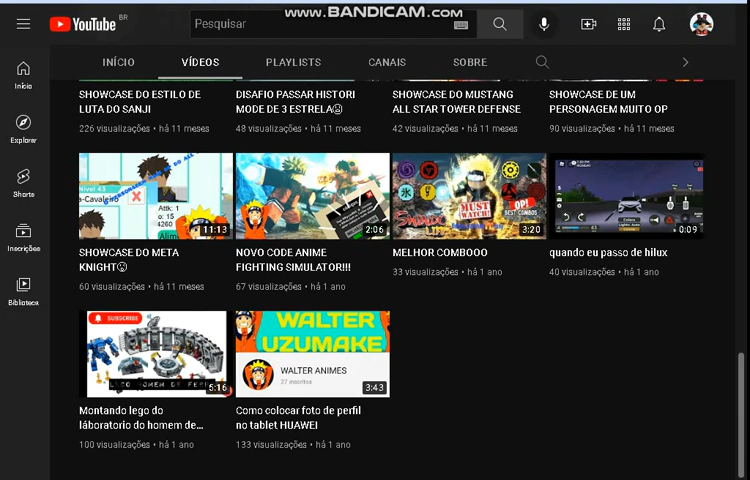 www.BANDICAM.com
YouTube BR
Pesquisar
INÍCIO VÍDEOS PLAYLISTS CANAIS SOBRE
Início
Explorar
Shorts
Inscrições
Biblioteca
SHOWCASE DO ESTILO DE
LUTA DO SANJI
226 visualizações • há 11 meses
DISAFIO PASSAR HISTORI
MODE DE 3 ESTRELA
48 visualizações • há 11 meses
SHOWCASE DO MUSTANG
ALL STAR TOWER DEFENSE
42 visualizações • há 11 meses
SHOWCASE DE UM
PERSONAGEM MUITO OP
90 visualizações • há 11 meses
Nível 43
a-Cavaleiro
Atk:
11:13
SHOWCASE DO META
KNIGHT
60 visualizações • há 11 meses
2:06
NOVO CODE ANIME
FIGHTING SIMULATOR!!!
67 visualizações • há 1 ano
MUST
WATCH!
OP!
BEST COMBOS
3:20
MELHOR COMBOOO
33 visualizações • há 1 ano
0:09
quando eu passo de hilux
40 visualizações • há 1 ano
SUBSCRIBE
LEGO HOMEM DE FERRO
5:16
Montando lego do
láboratorio do homem de...
100 visualizações • há 1 ano
WALTER
UZUMAKE
WALTER ANIMES
27 inscritos
3:43
Como colocar foto de perfil
no tablet HUAWEI
133 visualizações • há 1 ano